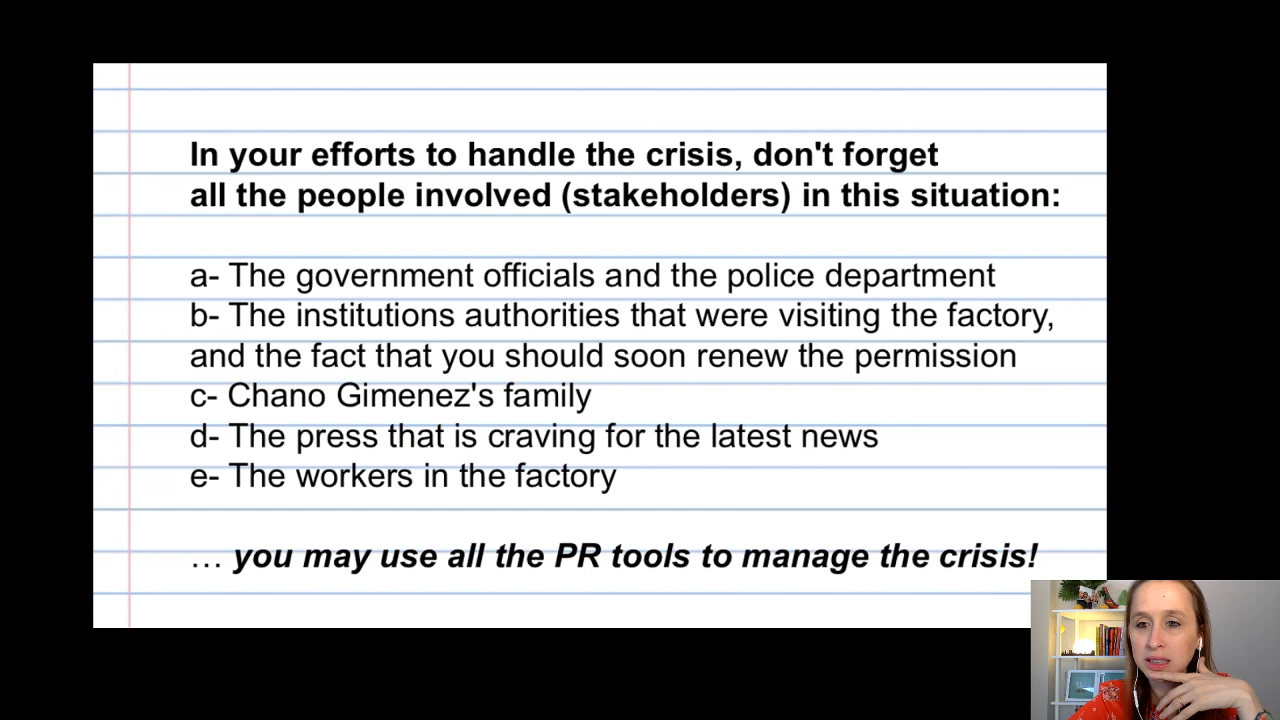 In your efforts to handle the crisis, don't forget
all the people involved (stakeholders) in this situation:
a- The government officials and the police department
b- The institutions authorities that were visiting the factory,
and the fact that you should soon renew the permission
c- Chano Gimenez's family
d- The press that is craving for the latest news
e- The workers in the factory
… you may use all the PR tools to manage the crisis!